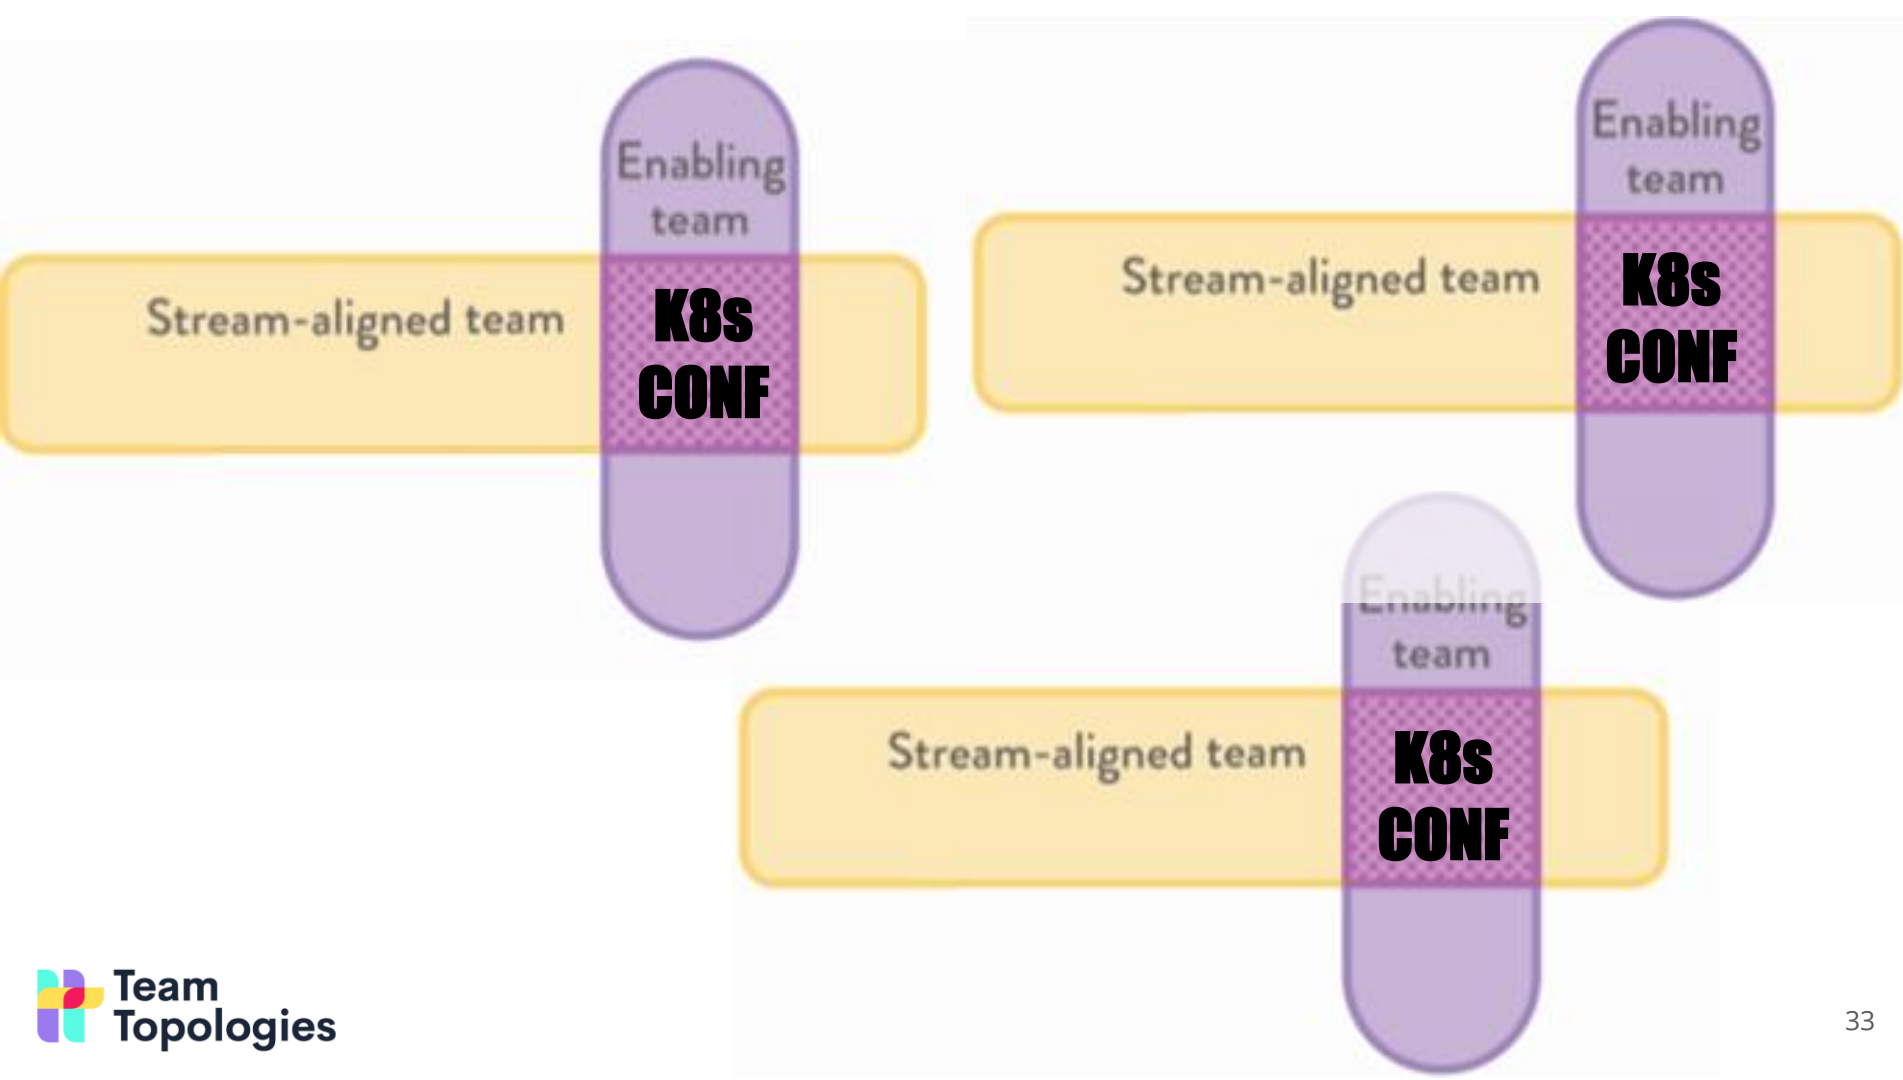 Enabling
team
Stream-aligned team
K8s
CONF
Enabling
team
Stream-aligned team
K8s
CONF
Enabling
team
Stream-aligned team
K8s
CONF
Team
Topologies
33